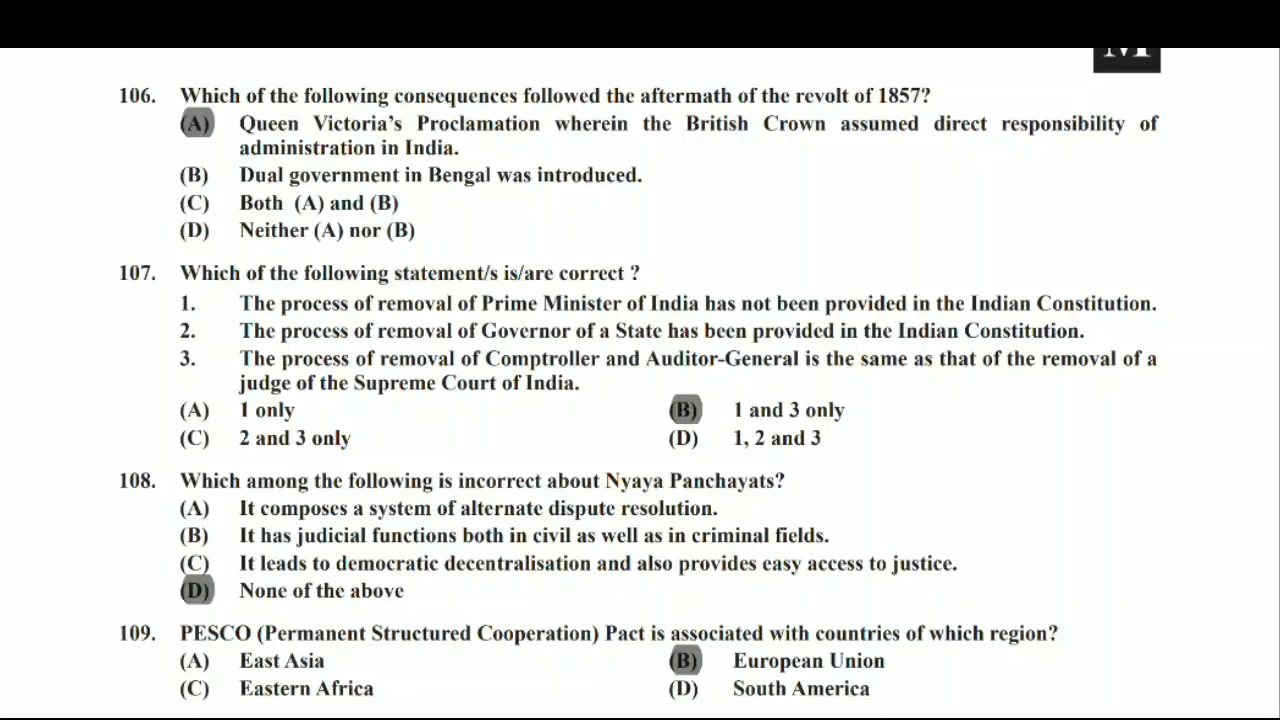 106. Which of the following consequences followed the aftermath of the revolt of 1857?
(A) Queen Victoria's Proclamation wherein the British Crown assumed direct responsibility of
administration in India.
(B) Dual government in Bengal was introduced.
(C) Both (A) and (B)
(D) Neither (A) nor (B)
107. Which of the following statement/s is/are correct ?
1. The process of removal of Prime Minister of India has not been provided in the Indian Constitution.
2. The process of removal of Governor of a State has been provided in the Indian Constitution.
3. The process of removal of Comptroller and Auditor-General is the same as that of the removal of a
judge of the Supreme Court of India.
(A) 1 only (B) 1 and 3 only
(C) 2 and 3 only (D) 1, 2 and 3
108. Which among the following is incorrect about Nyaya Panchayats?
(A) It composes a system of alternate dispute resolution.
(B) It has judicial functions both in civil as well as in criminal fields.
(C) It leads to democratic decentralisation and also provides easy access to justice.
(D) None of the above
109. PESCO (Permanent Structured Cooperation) Pact is associated with countries of which region?
(A) East Asia (B) European Union
(C) Eastern Africa (D) South America